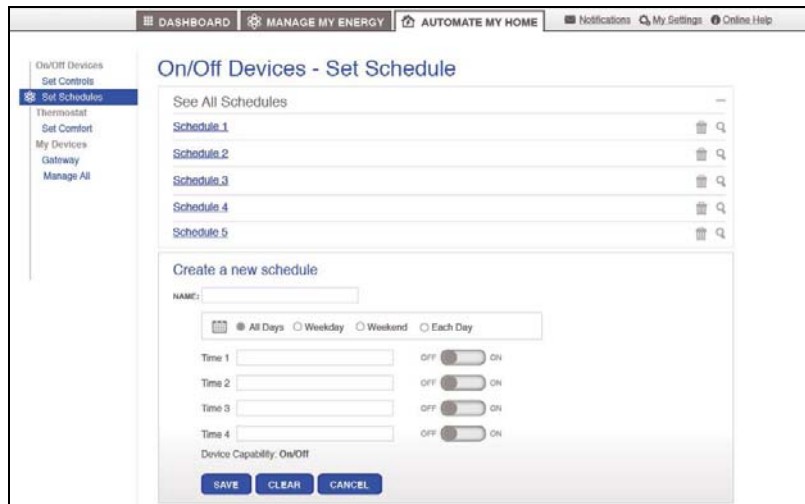 DASHBOARD MANAGE MY ENERGY AUTOMATE MY HOME Notifications My Settings Online Help
On/Off Devices
Set Controls
Set Schedules
Thermostat
Set Comfort
My Devices
Gateway
Manage All
On/Off Devices - Set Schedule
See All Schedules
Schedule 1
Schedule 2
Schedule 3
Schedule 4
Schedule 5
Create a new schedule
NAME:
All Days Weekday Weekend Each Day
Time 1 OFF ON
Time 2 OFF ON
Time 3 OFF ON
Time 4 OFF ON
Device Capability: On/Off
SAVE CLEAR CANCEL